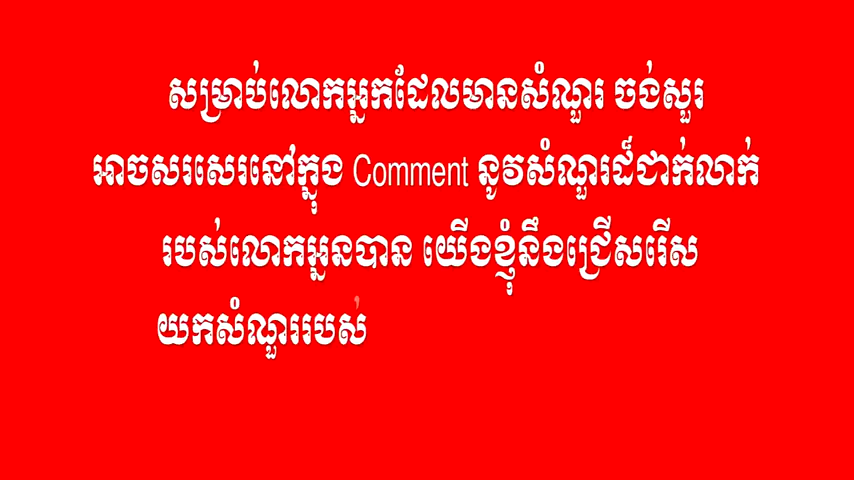 សម្រាប់លោកអ្នកដែលមានសំណួរ ចង់សួរ
អាចសរសេរនៅក្នុង Comment នូវសំណួរដ៏ជាក់លាក់
របស់លោកអ្ននបាន យើងខ្ញុំនឹងជ្រើសរើស
យកសំណួររបស់